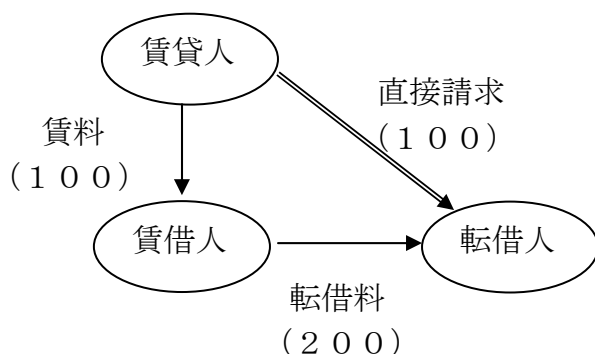 賃貸人
直接請求
（１００）
賃料
（１００）
賃借人
転借人
転借料
（２００）